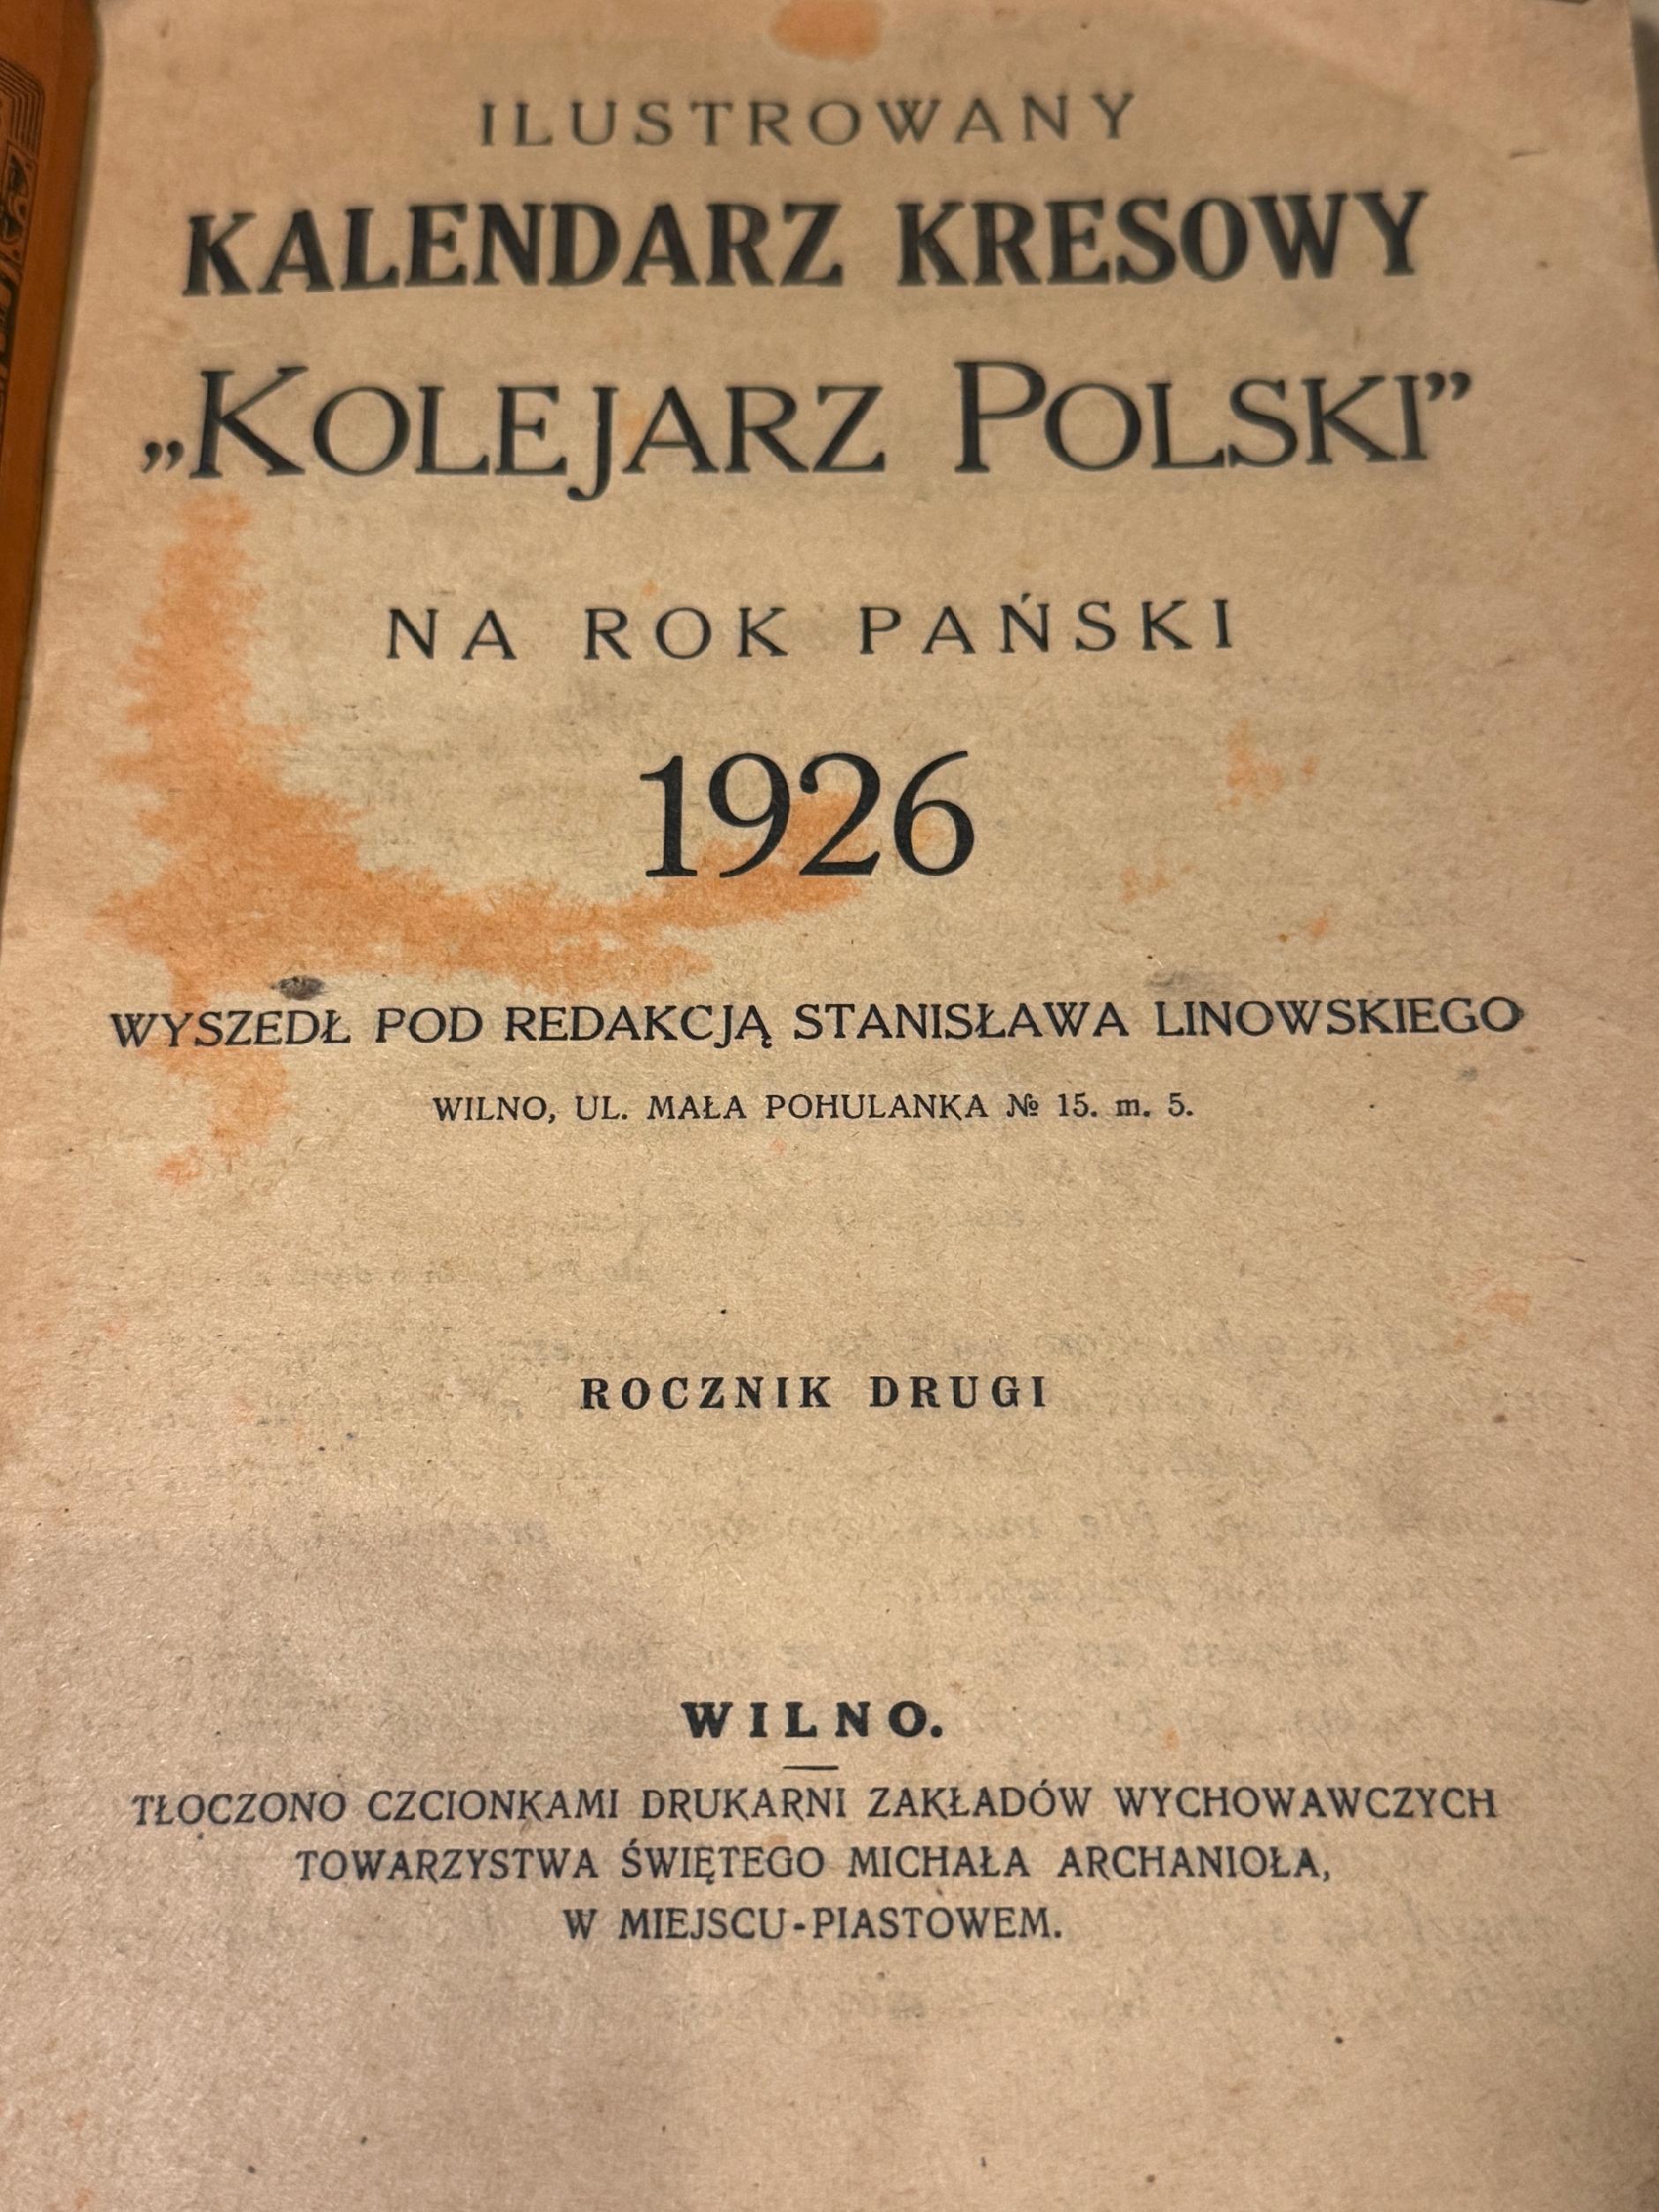 ILUSTROWANY
KALENDARZ KRESOWY
„KOLEJARZ POLSKI”
NA ROK PAŃSKI
1926
WYSZEDŁ POD REDAKCJĄ STANISŁAWA LINOWSKIEGO
WILNO, UL. MAŁA POHULANKA № 15. m. 5.
ROCZNIK DRUGI
WILNO.
TŁOCZONO CZCIONKAMI DRUKARNI ZAKŁADÓW WYCHOWAWCZYCH
TOWARZYSTWA ŚWIĘTEGO MICHAŁA ARCHANIOŁA,
W MIEJSCU-PIASTOWEM.